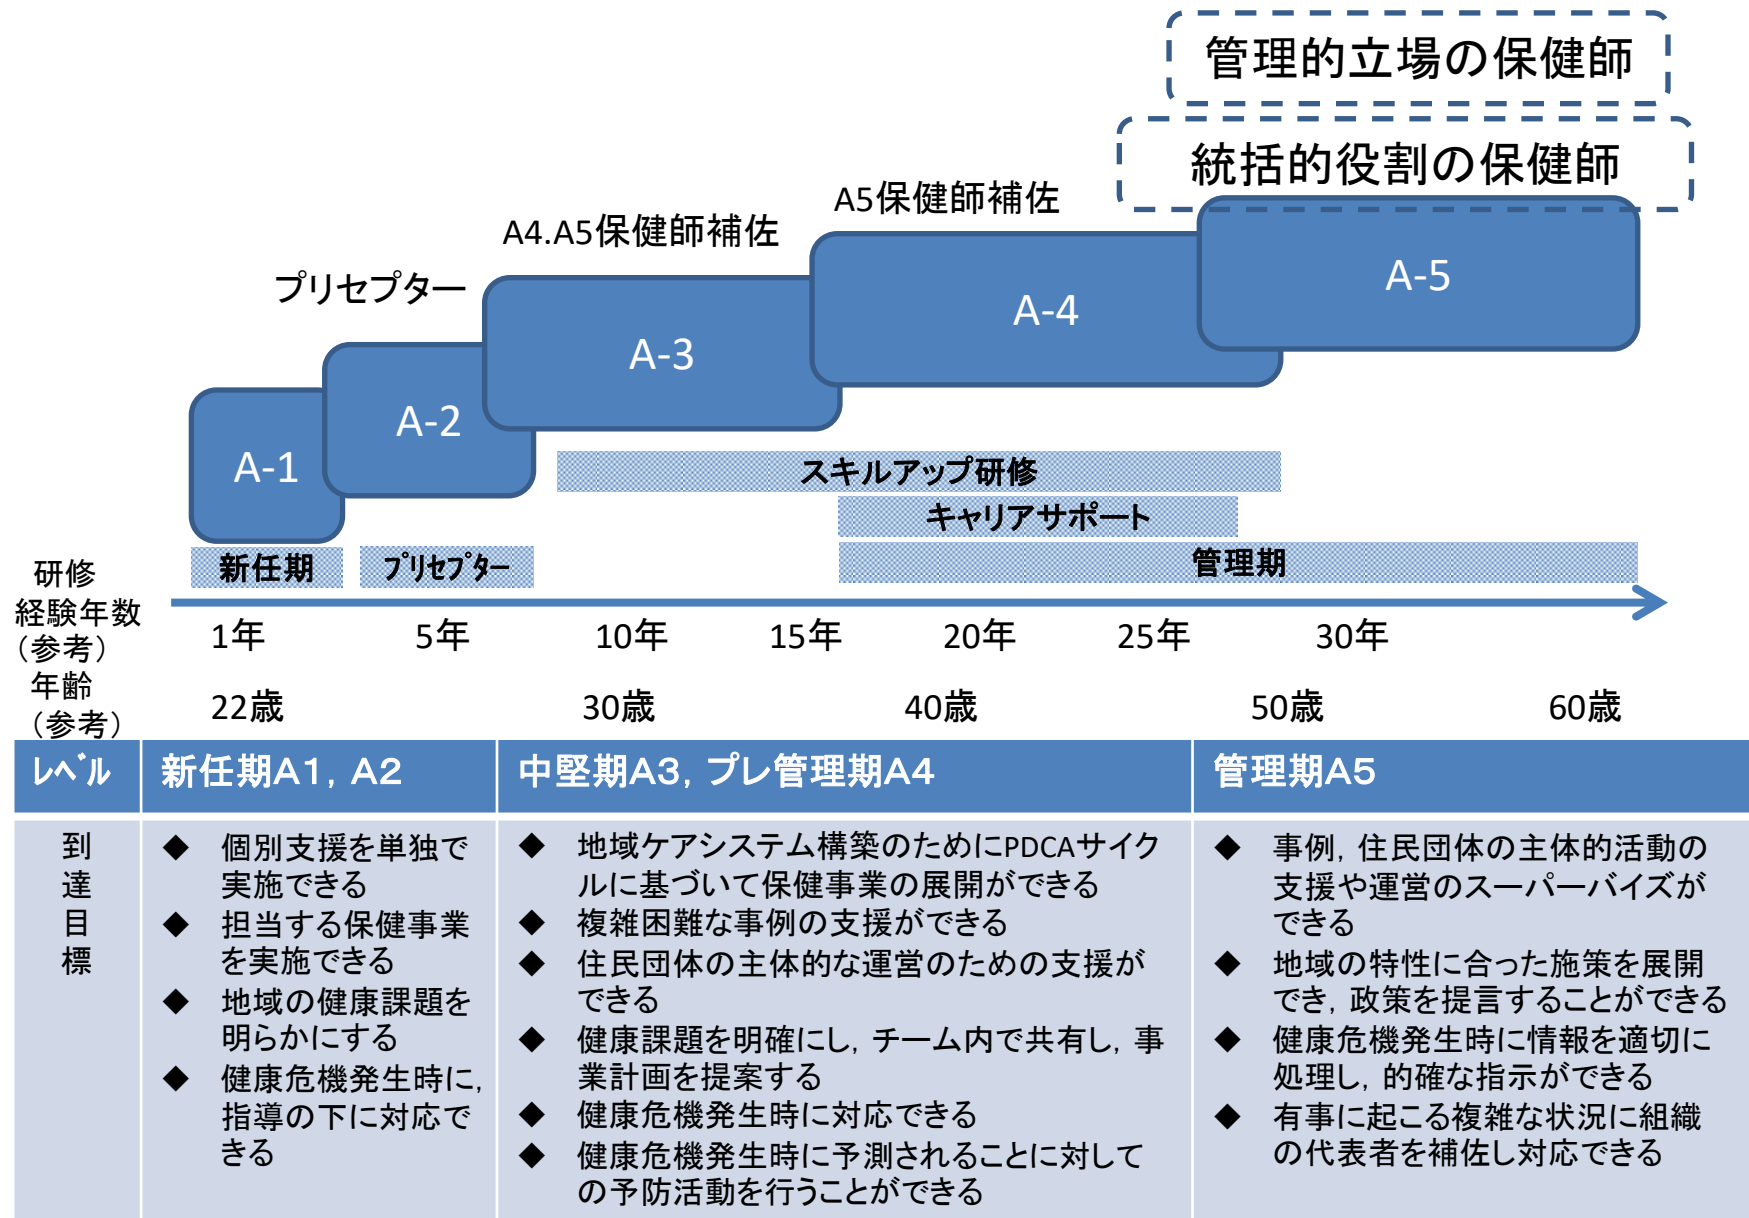 管理的立場の保健師
統括的役割の保健師
A5保健師補佐
A4.A5保健師補佐
プリセプター
A-5
A-4
A-3
A-2
A-1
スキルアップ研修
キャリアサポート
新任期
プリセプター
管理期
研修
経験年数
（参考）
1年
5年
10年
15年
20年
25年
30年
年齢
（参考）
22歳
30歳
40歳
50歳
60歳
レベル
新任期A1，A2
中堅期A3，プレ管理期A4
管理期A5
到
達
目
標
◆ 個別支援を単独で
実施できる
◆ 担当する保健事業
を実施できる
◆ 地域の健康課題を
明らかにする
◆ 健康危機発生時に，
指導の下に対応で
きる
◆ 地域ケアシステム構築のためにPDCAサイク
ルに基づいて保健事業の展開ができる
◆ 複雑困難な事例の支援ができる
◆ 住民団体の主体的な運営のための支援が
できる
◆ 健康課題を明確にし，チーム内で共有し，事
業計画を提案する
◆ 健康危機発生時に対応できる
◆ 健康危機発生時に予測されることに対して
の予防活動を行うことができる
◆ 事例，住民団体の主体的活動の
支援や運営のスーパーバイズが
できる
◆ 地域の特性に合った施策を展開
でき，政策を提言することができる
◆ 健康危機発生時に情報を適切に
処理し，的確な指示ができる
◆ 有事に起こる複雑な状況に組織
の代表者を補佐し対応できる